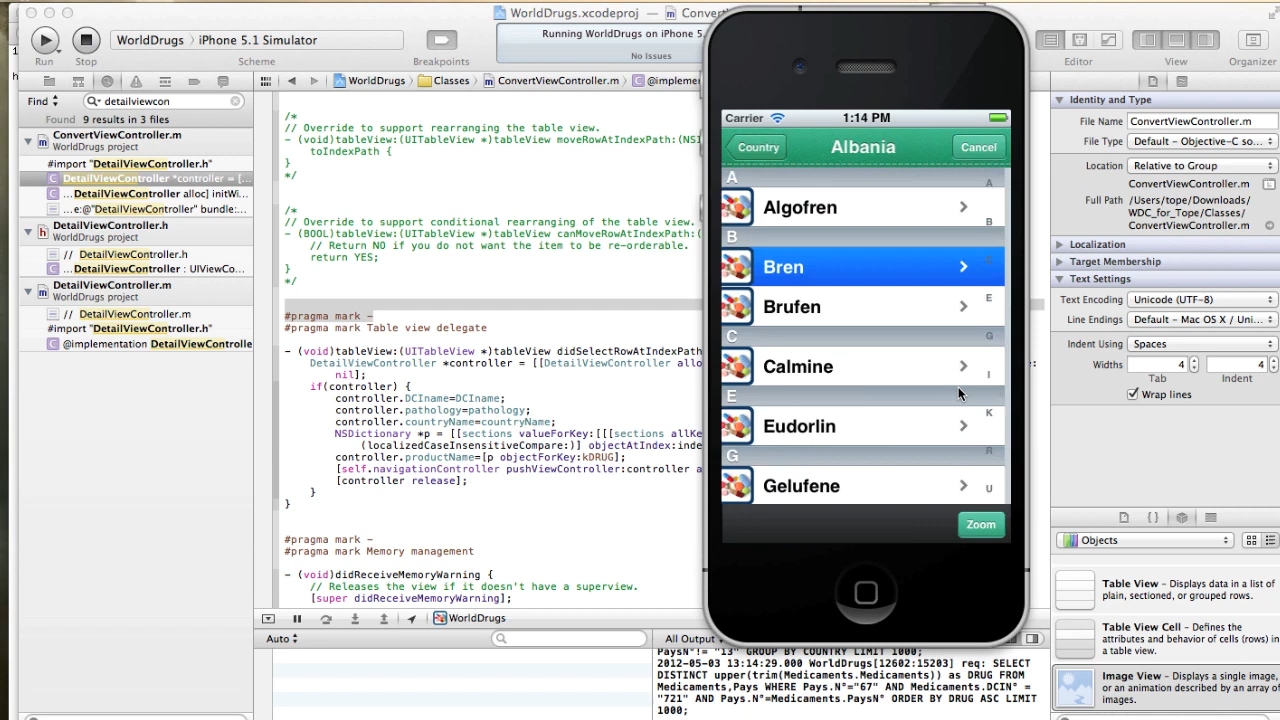 WorldDrugs.xcodeproj — Convert
WorldDrugs iPhone 5.1 Simulator
Running WorldDrugs on iPhone 5.
No Issues
Run Stop Scheme Breakpoints Editor View Organizer
WorldDrugs Classes ConvertViewController.m @implemen
Find detailviewcon
Found 9 results in 3 files
ConvertViewController.m
WorldDrugs project
#import "DetailViewController.h"
DetailViewController *controller = [...
...DetailViewController alloc] initWi...
...e:@"DetailViewController" bundle:...
DetailViewController.h
WorldDrugs project
// DetailViewController.h
...DetailViewController : UIViewCo...
DetailViewController.m
WorldDrugs project
// DetailViewController.m
#import "DetailViewController.h"
@implementation DetailViewControlle
/*
// Override to support rearranging the table view.
- (void)tableView:(UITableView *)tableView moveRowAtIndexPath:(NS
toIndexPath {
}
*/
/*
// Override to support conditional rearranging of the table view.
- (BOOL)tableView:(UITableView *)tableView canMoveRowAtIndexPath:(
// Return NO if you do not want the item to be re-orderable.
return YES;
}
*/
#pragma mark -
#pragma mark Table view delegate
- (void)tableView:(UITableView *)tableView didSelectRowAtIndexPath
DetailViewController *controller = [[DetailViewController allo
nil];
if(controller) {
controller.DCIname=DCIname;
controller.pathology=pathology;
controller.countryName=countryName;
NSDictionary *p = [[sections valueForKey:[[[sections allKe
(localizedCaseInsensitiveCompare:)] objectAtIndex:inde
controller.productName=[p objectForKey:kDRUG];
[self.navigationController pushViewController:controller a
[controller release];
}
}
#pragma mark -
#pragma mark Memory management
- (void)didReceiveMemoryWarning {
// Releases the view if it doesn't have a superview.
[super didReceiveMemoryWarning];
WorldDrugs
Auto
All Output
PaysN°!= "13" GROUP BY COUNTRY LIMIT 1000;
2012-05-03 13:14:29.000 WorldDrugs[12602:15203] req: SELECT
DISTINCT upper(trim(Medicaments.Medicaments)) as DRUG FROM
Medicaments,Pays WHERE Pays.N°="67" AND Medicaments.DCIN° =
"721" AND Pays.N°=Medicaments.PaysN° ORDER BY DRUG ASC LIMIT
1000;
Carrier 1:14 PM
Country Albania Cancel
A
Algofren
B
Bren
Brufen
C
Calmine
E
Eudorlin
G
Gelufene
A
B
E
G
I
K
R
U
Zoom
Identity and Type
File Name ConvertViewController.m
File Type Default - Objective-C so...
Location Relative to Group
ConvertViewController.m
Full Path /Users/tope/Downloads/
WDC_for_Tope/Classes/
ConvertViewController.m
Localization
Target Membership
Text Settings
Text Encoding Unicode (UTF-8)
Line Endings Default - Mac OS X / Uni...
Indent Using Spaces
Widths 4 4
Tab Indent
Wrap lines
{ }
Objects
Table View - Displays data in a list of
plain, sectioned, or grouped rows.
Table View Cell - Defines the
attributes and behavior of cells (rows) in
a table view.
Image View - Displays a single image,
or an animation described by an array of
images.